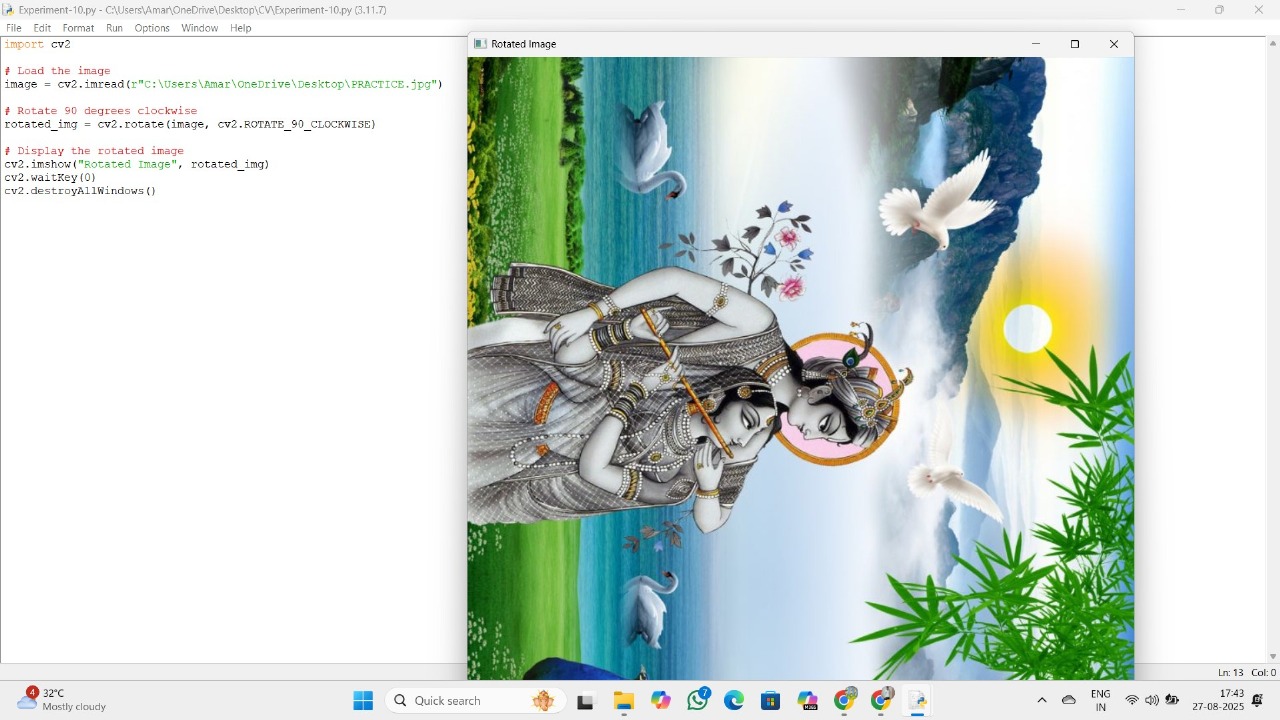 Experiment-10.py - C:\Users\Amar\OneDrive\Desktop\CV\Experiment-10.py (3.11.7)
File Edit Format Run Options Window Help
import cv2
# Load the image
image = cv2.imread(r"C:\Users\Amar\OneDrive\Desktop\PRACTICE.jpg")
# Rotate 90 degrees clockwise
rotated_img = cv2.rotate(image, cv2.ROTATE_90_CLOCKWISE)
# Display the rotated image
cv2.imshow("Rotated Image", rotated_img)
cv2.waitKey(0)
cv2.destroyAllWindows()
Rotated Image
Ln: 13 Col: 0
4
32°C
Mostly cloudy
Quick search
7
M365
ENG
IN
17:43
27-08-2025